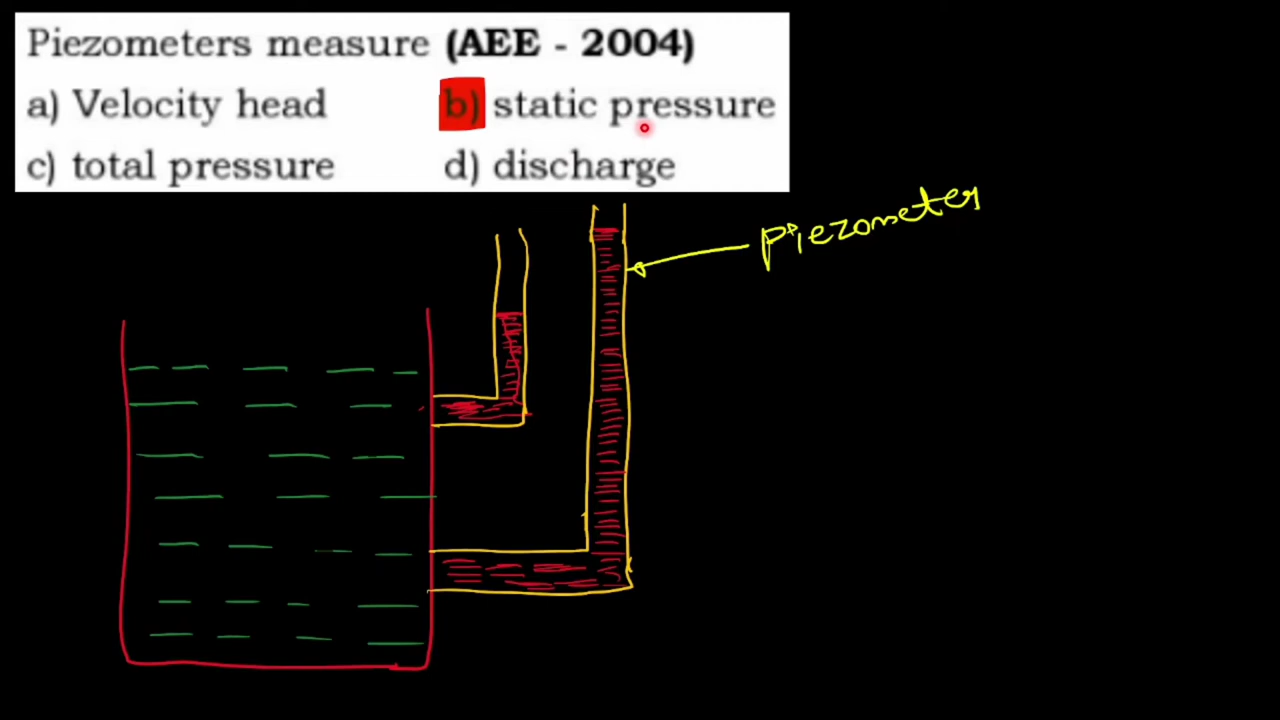 Piezometers measure (AEE - 2004)
a) Velocity head b) static pressure
c) total pressure d) discharge
Piezometer